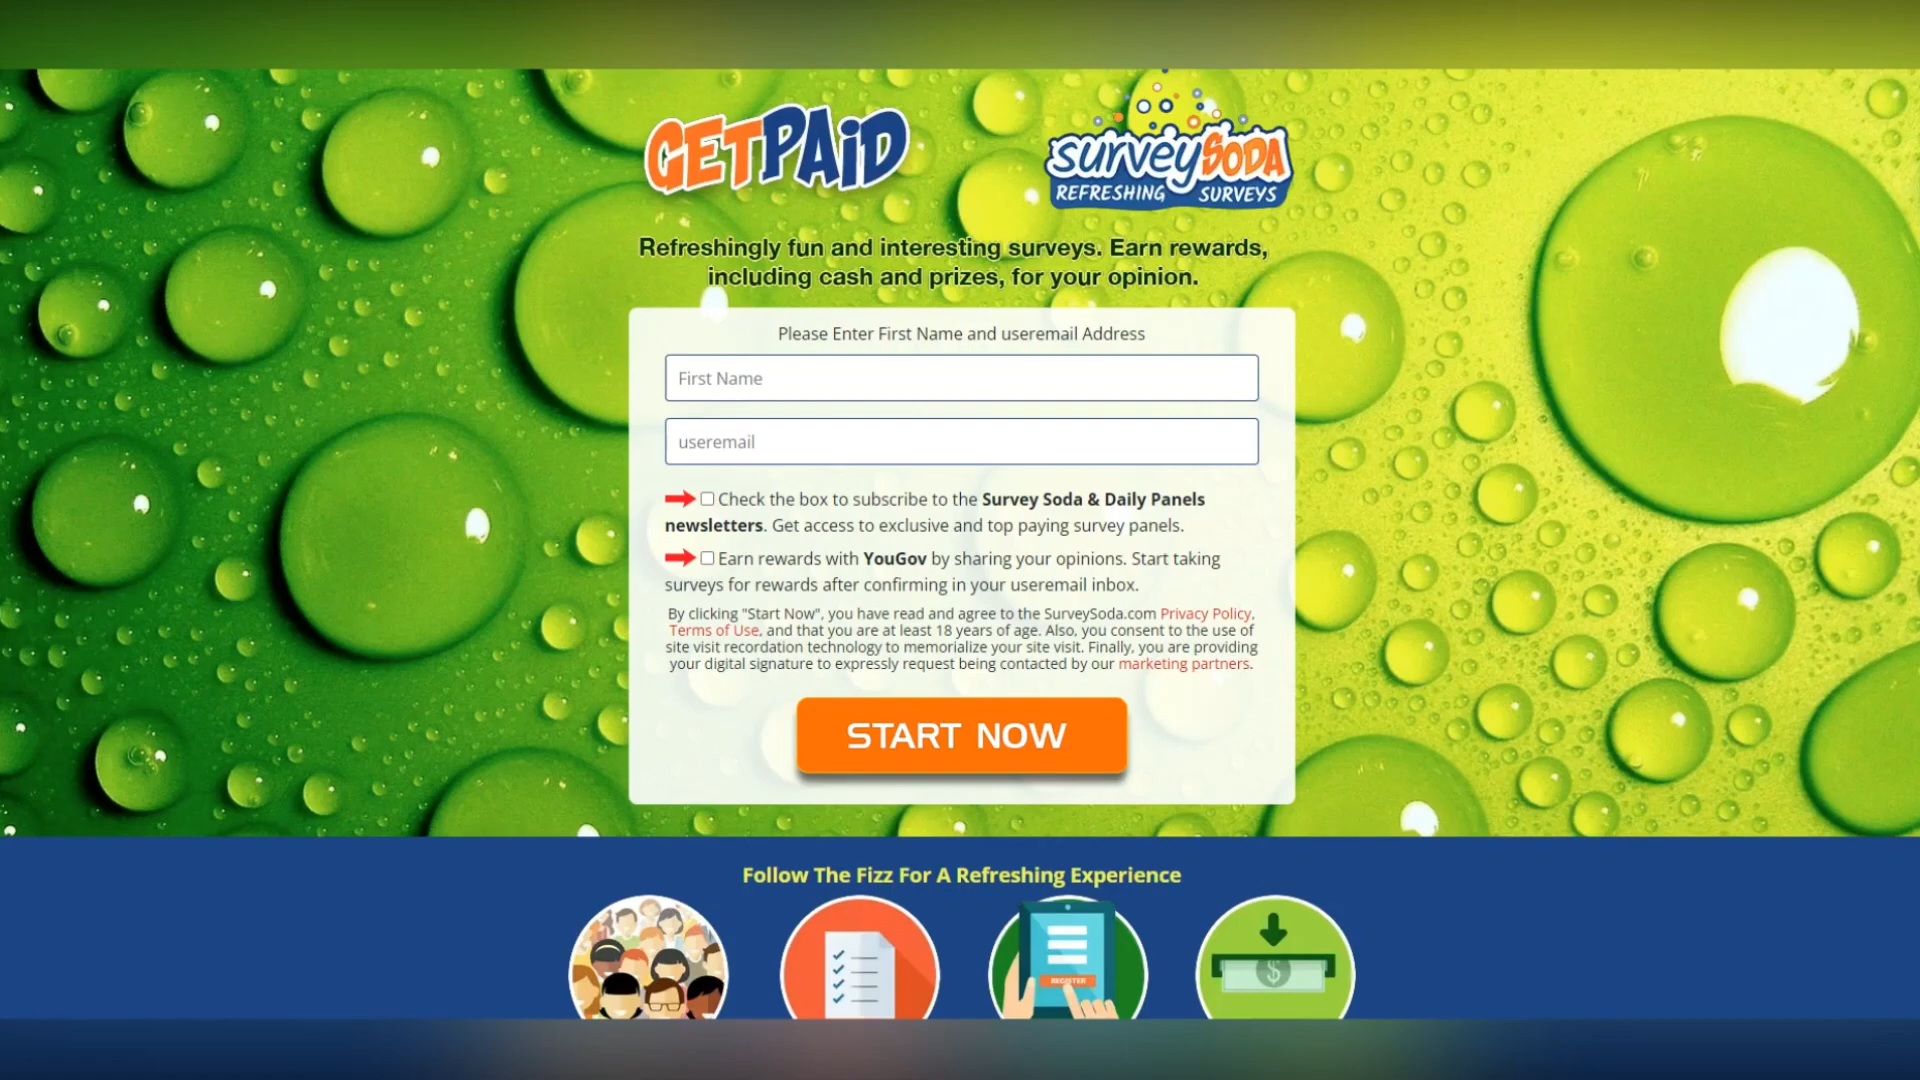 GETPAiD
surveySODA
REFRESHING SURVEYS
Refreshingly fun and interesting surveys. Earn rewards,
including cash and prizes, for your opinion.
Please Enter First Name and useremail Address
First Name
useremail
Check the box to subscribe to the Survey Soda & Daily Panels
newsletters. Get access to exclusive and top paying survey panels.
Earn rewards with YouGov by sharing your opinions. Start taking
surveys for rewards after confirming in your useremail inbox.
By clicking "Start Now", you have read and agree to the SurveySoda.com Privacy Policy,
Terms of Use, and that you are at least 18 years of age. Also, you consent to the use of
site visit recordation technology to memorialize your site visit. Finally, you are providing
your digital signature to expressly request being contacted by our marketing partners.
START NOW
Follow The Fizz For A Refreshing Experience
REGISTER
$